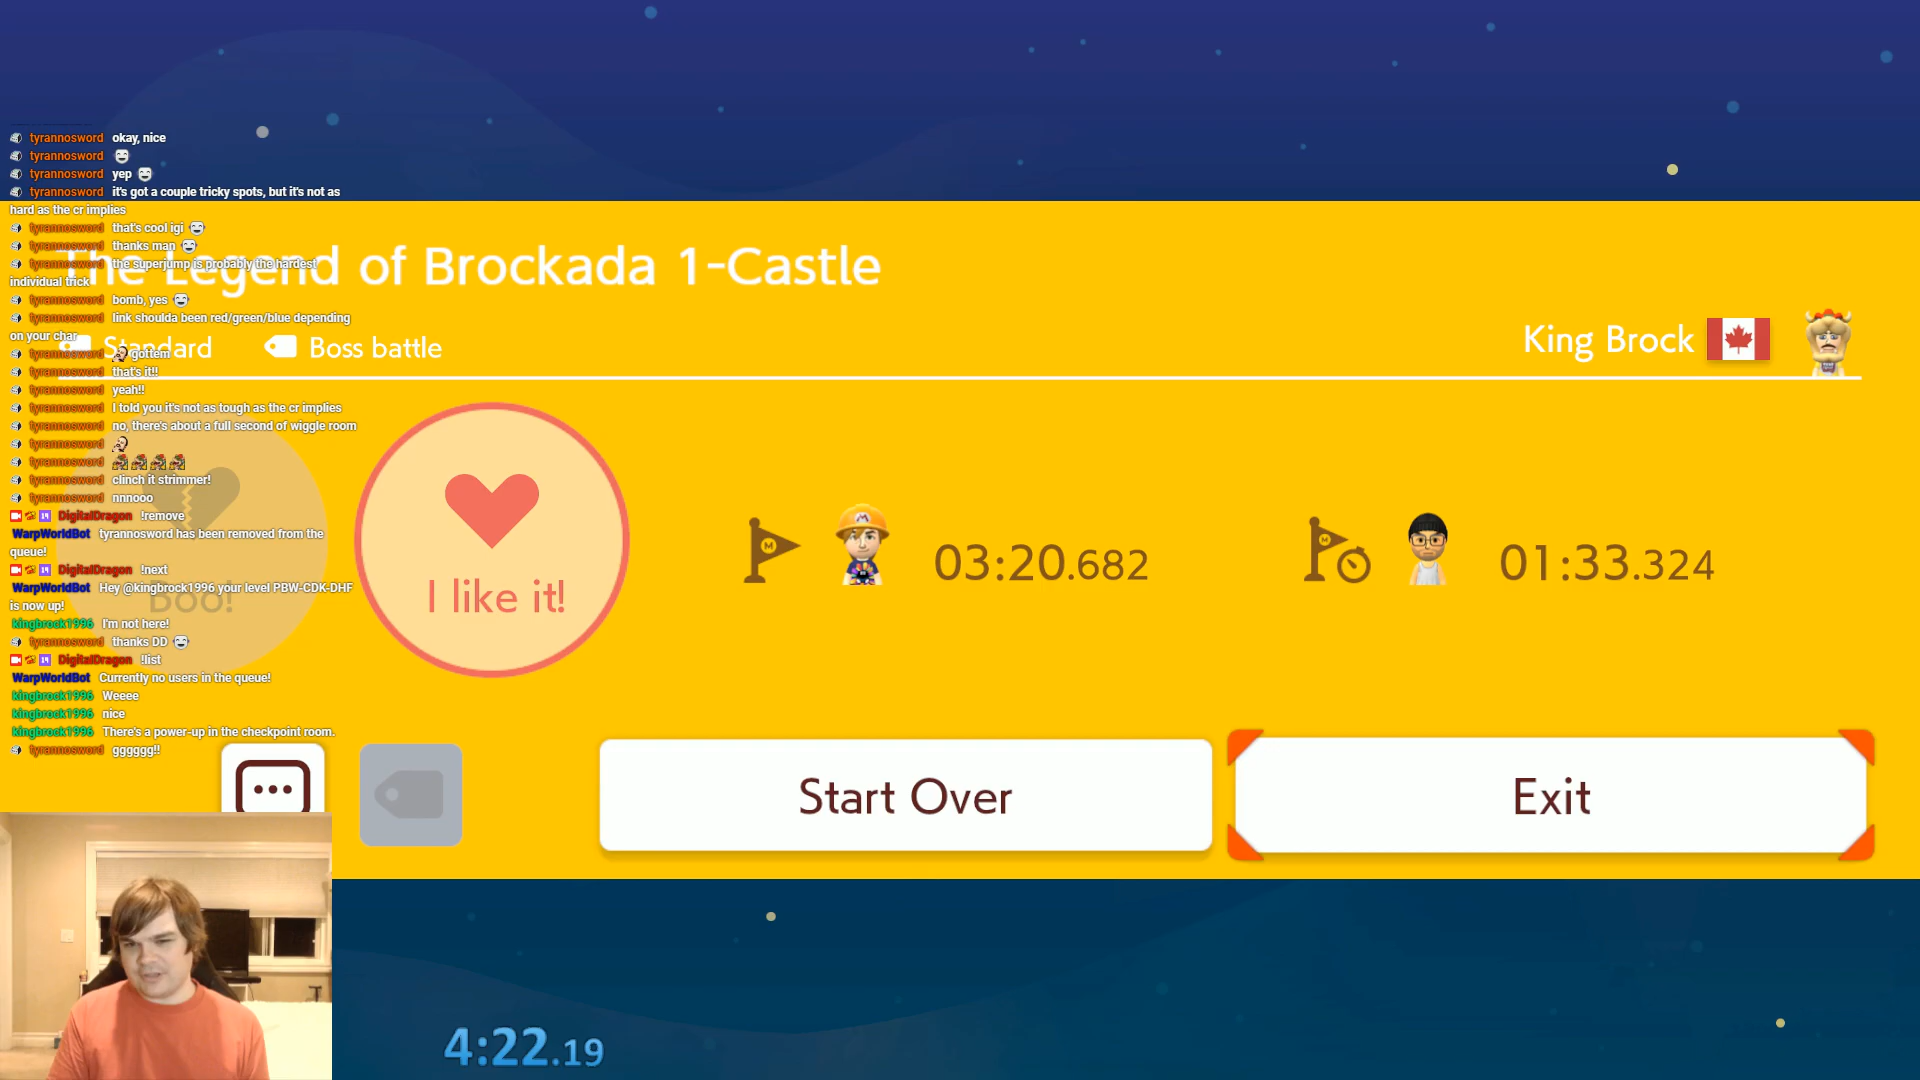 tyrannosword okay, nice
tyrannosword
tyrannosword yep
tyrannosword it's got a couple tricky spots, but it's not as
hard as the cr implies
tyrannosword that's cool igi
tyrannosword thanks man
tyrannosword the superjump is probably the hardest
individual trick
tyrannosword bomb, yes
tyrannosword link shoulda been red/green/blue depending
on your char
tyrannosword gottem
tyrannosword that's it!!
tyrannosword yeah!!
tyrannosword I told you it's not as tough as the cr implies
tyrannosword no, there's about a full second of wiggle room
tyrannosword
tyrannosword
tyrannosword clinch it strimmer!
tyrannosword nnnooo
DigitalDragon !remove
WarpWorldBot tyrannosword has been removed from the
queue!
DigitalDragon !next
WarpWorldBot Hey @kingbrock1996 your level PBW-CDK-DHF
is now up!
kingbrock1996 I'm not here!
tyrannosword thanks DD
DigitalDragon !list
WarpWorldBot Currently no users in the queue!
kingbrock1996 Weeee
kingbrock1996 nice
kingbrock1996 There's a power-up in the checkpoint room.
tyrannosword gggggg!!
The Legend of Brockada 1-Castle
Standard Boss battle
King Brock
Boo!
I like it!
M
M
03:20.682
M
01:33.324
Start Over
Exit
4:22.19